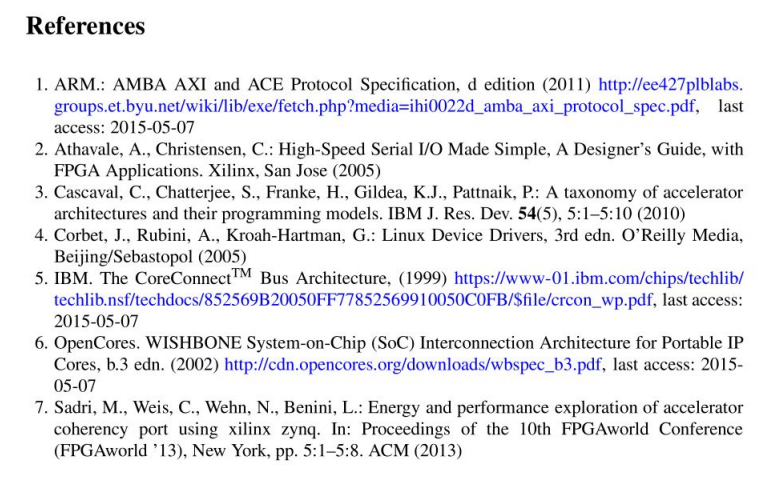 References
1. ARM.: AMBA AXI and ACE Protocol Specification, d edition (2011) http://ee427plblabs.
groups.et.byu.net/wiki/lib/exe/fetch.php?media=ihi0022d_amba_axi_protocol_spec.pdf, last
access: 2015-05-07
2. Athavale, A., Christensen, C.: High-Speed Serial I/O Made Simple, A Designer’s Guide, with
FPGA Applications. Xilinx, San Jose (2005)
3. Cascaval, C., Chatterjee, S., Franke, H., Gildea, K.J., Pattnaik, P.: A taxonomy of accelerator
architectures and their programming models. IBM J. Res. Dev. 54(5), 5:1–5:10 (2010)
4. Corbet, J., Rubini, A., Kroah-Hartman, G.: Linux Device Drivers, 3rd edn. O’Reilly Media,
Beijing/Sebastopol (2005)
5. IBM. The CoreConnect™ Bus Architecture, (1999) https://www-01.ibm.com/chips/techlib/
techlib.nsf/techdocs/852569B20050FF77852569910050C0FB/$file/crcon_wp.pdf, last access:
2015-05-07
6. OpenCores. WISHBONE System-on-Chip (SoC) Interconnection Architecture for Portable IP
Cores, b.3 edn. (2002) http://cdn.opencores.org/downloads/wbspec_b3.pdf, last access: 2015-
05-07
7. Sadri, M., Weis, C., Wehn, N., Benini, L.: Energy and performance exploration of accelerator
coherency port using xilinx zynq. In: Proceedings of the 10th FPGAworld Conference
(FPGAworld ’13), New York, pp. 5:1–5:8. ACM (2013)